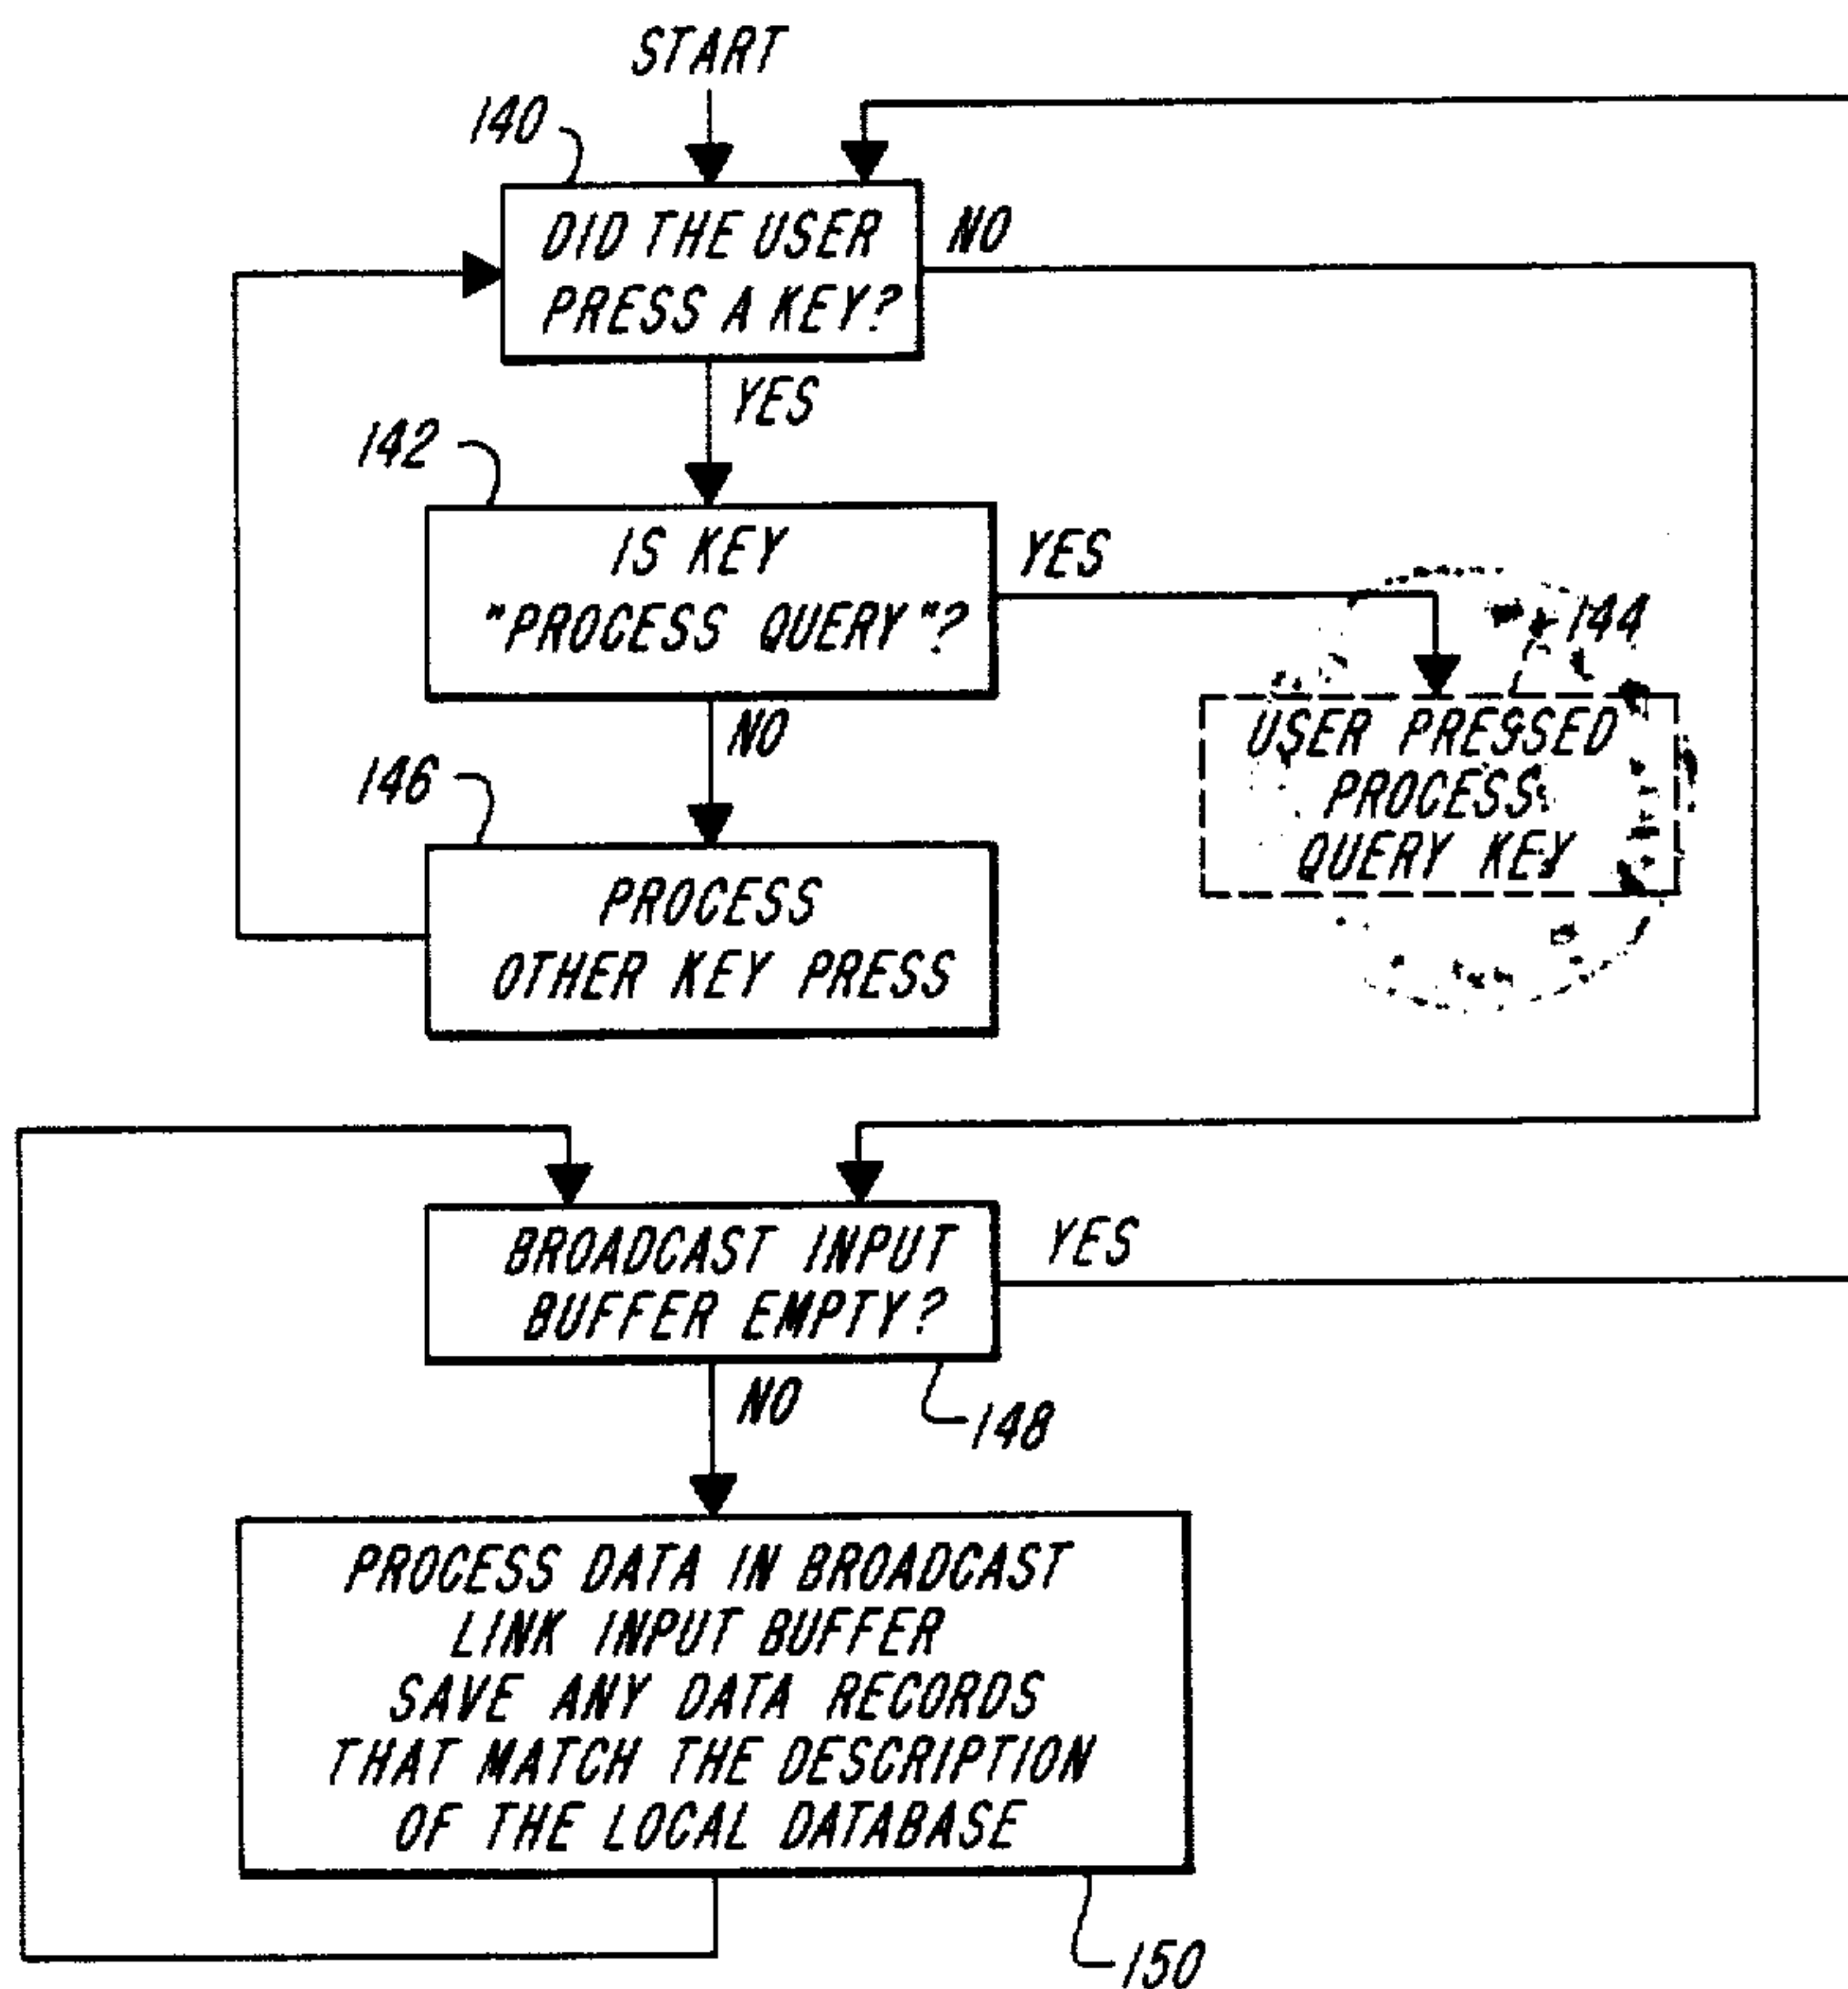 START
140
DID THE USER
PRESS A KEY?
NO
YES
142
IS KEY
"PROCESS QUERY"?
YES
144
USER PRESSED
PROCESS
QUERY KEY
NO
146
PROCESS
OTHER KEY PRESS
BROADCAST INPUT
BUFFER EMPTY?
YES
NO
148
PROCESS DATA IN BROADCAST
LINK INPUT BUFFER
SAVE ANY DATA RECORDS
THAT MATCH THE DESCRIPTION
OF THE LOCAL DATABASE
150